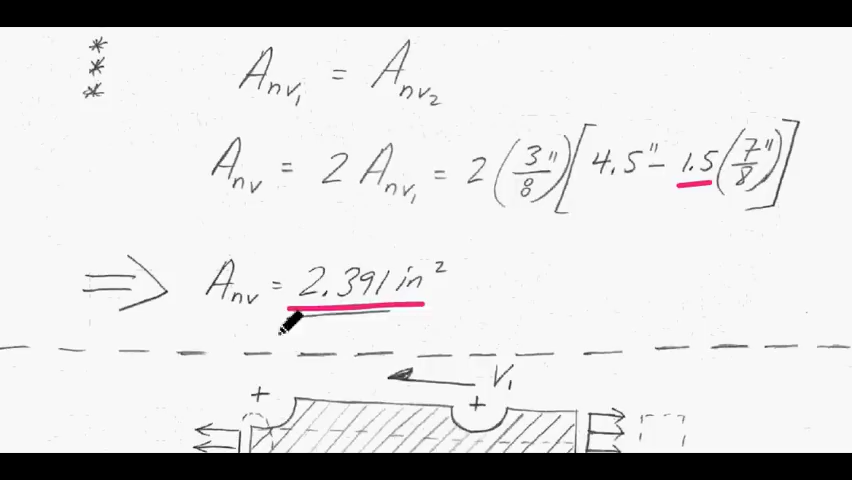 * A_nv₁ = A_nv₂
*
*
A_nv = 2 A_nv₁ = 2 (3"/8) [4.5" - 1.5 (7"/8)]
⇒ A_nv = 2.391 in²
V₁
+ +